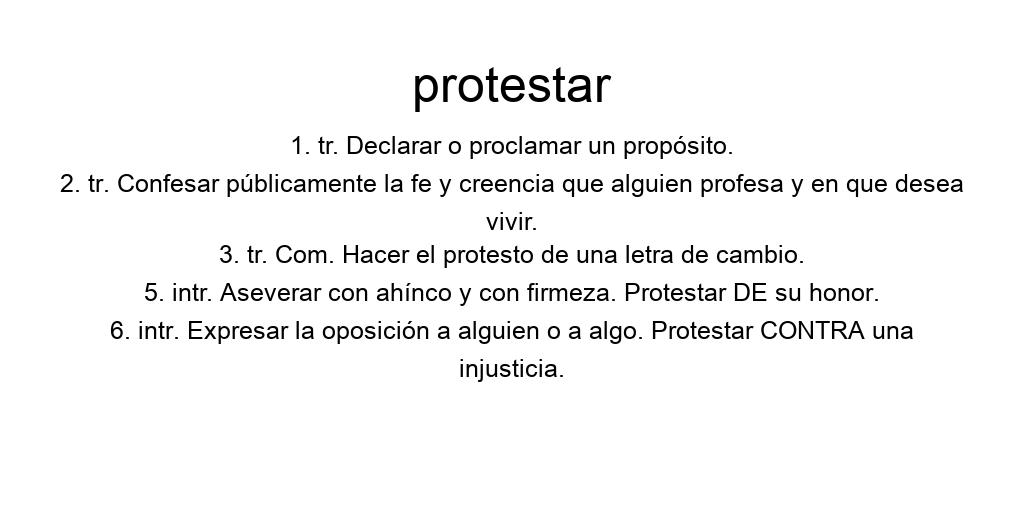 protestar
1. tr. Declarar o proclamar un propósito.
2. tr. Confesar públicamente la fe y creencia que alguien profesa y en que desea
vivir.
3. tr. Com. Hacer el protesto de una letra de cambio.
5. intr. Aseverar con ahínco y con firmeza. Protestar DE su honor.
6. intr. Expresar la oposición a alguien o a algo. Protestar CONTRA una
injusticia.